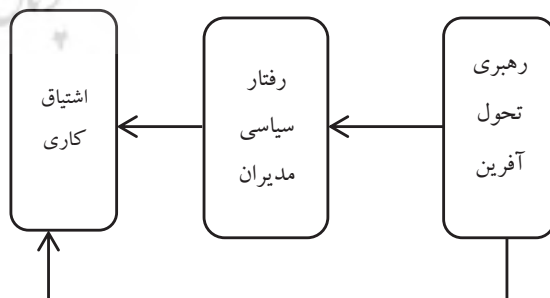 رهبری
تحول
آفرین
رفتار
سیاسی
مدیران
اشتیاق
کاری